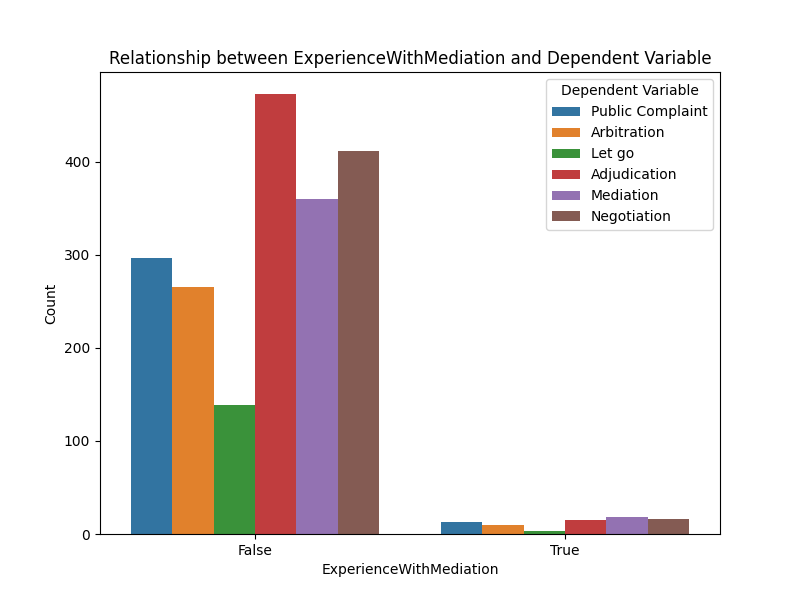 Relationship between ExperienceWithMediation and Dependent Variable
Dependent Variable
Public Complaint
Arbitration
Let go
Adjudication
Mediation
Negotiation
Count
400
300
200
100
0
False
True
ExperienceWithMediation